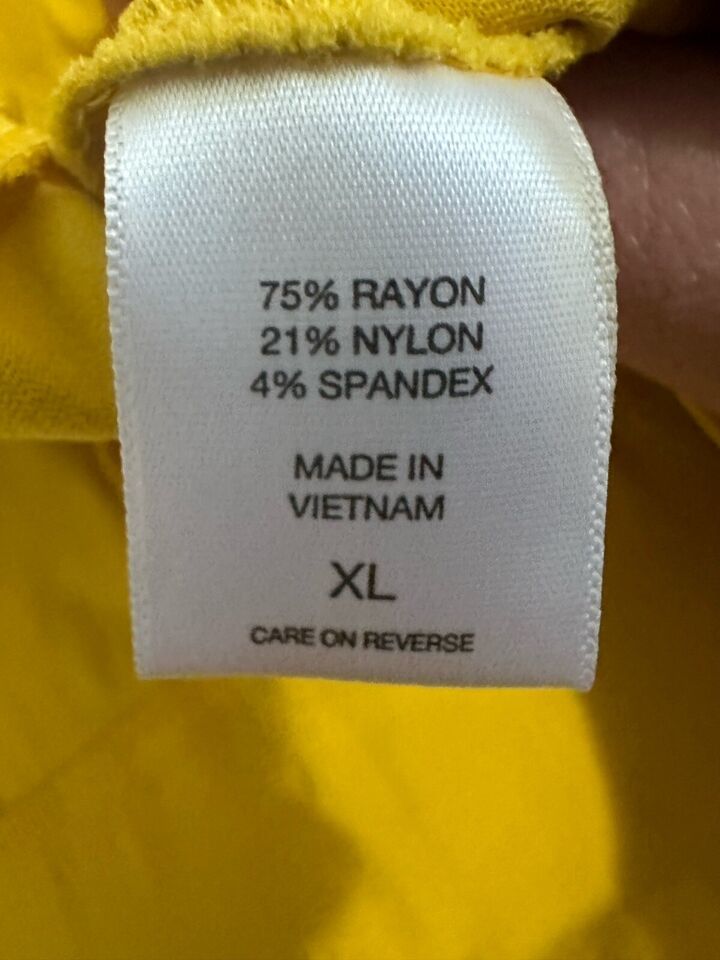 75% RAYON
21% NYLON
4% SPANDEX
MADE IN
VIETNAM
XL
CARE ON REVERSE